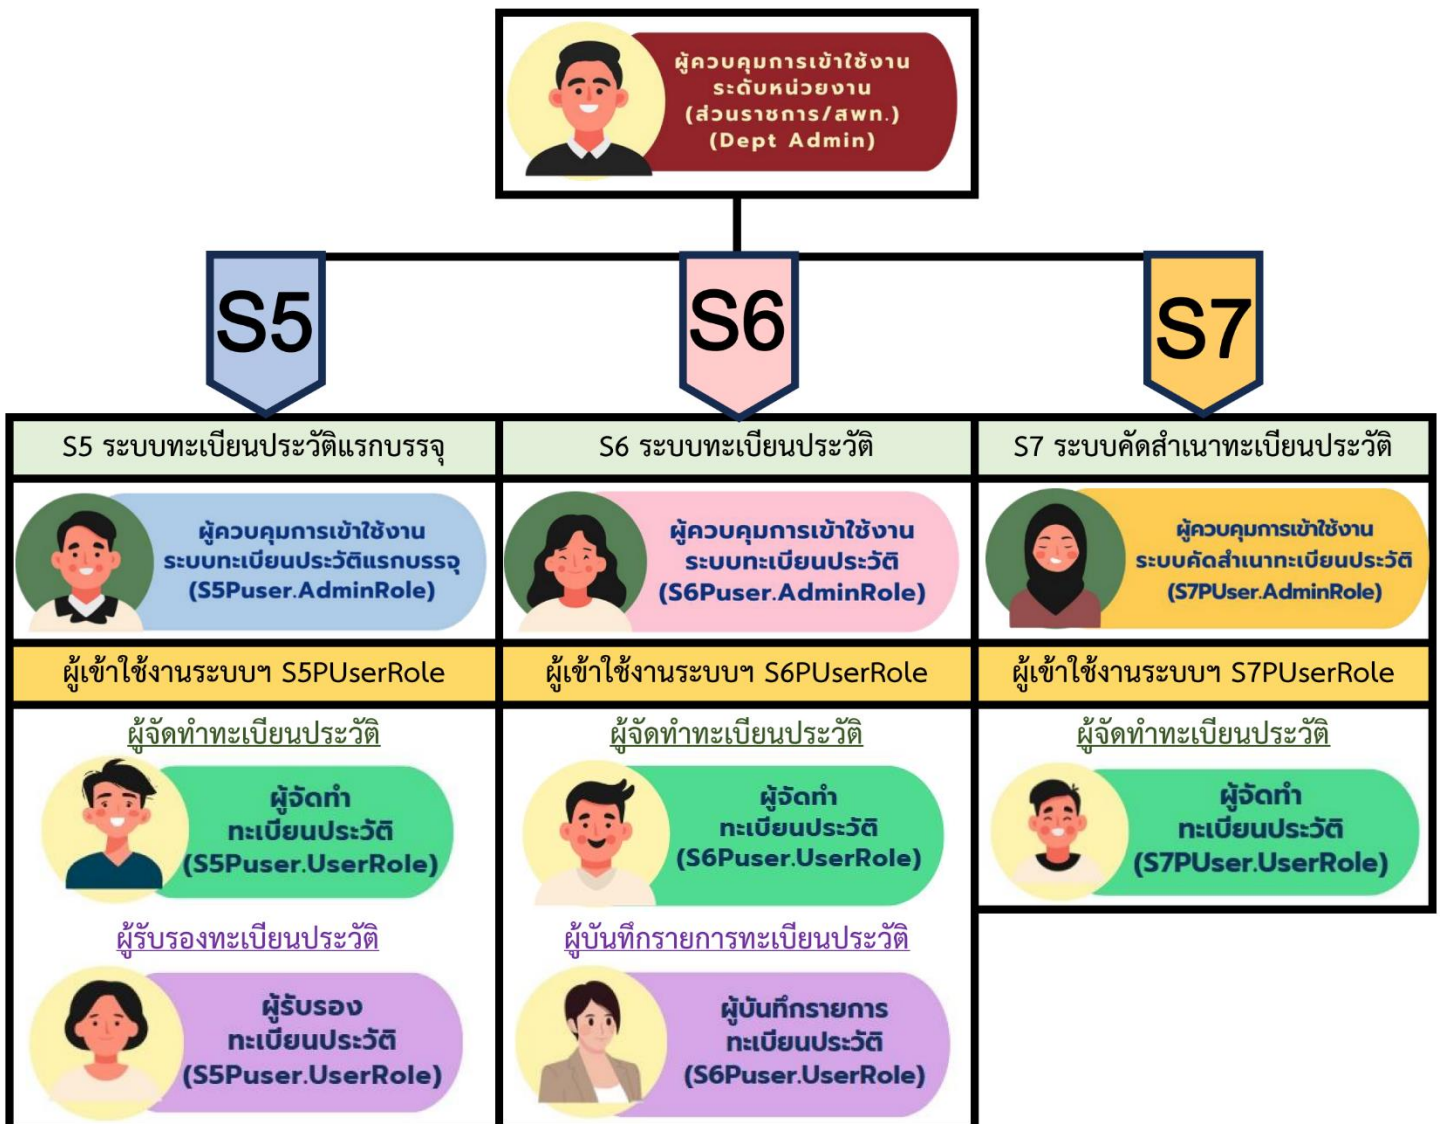 ผู้ควบคุมการเข้าใช้งาน
ระดับหน่วยงาน
(ส่วนราชการ/สพท.)
(Dept Admin)
S5
S6
S7
S5 ระบบทะเบียนประวัติแรกบรรจุ
S6 ระบบทะเบียนประวัติ
S7 ระบบคัดสำเนาทะเบียนประวัติ
ผู้ควบคุมการเข้าใช้งาน
ระบบทะเบียนประวัติแรกบรรจุ
(S5Puser.AdminRole)
ผู้ควบคุมการเข้าใช้งาน
ระบบทะเบียนประวัติ
(S6Puser.AdminRole)
ผู้ควบคุมการเข้าใช้งาน
ระบบคัดสำเนาทะเบียนประวัติ
(S7PUser.AdminRole)
ผู้เข้าใช้งานระบบฯ S5PUserRole
ผู้เข้าใช้งานระบบฯ S6PUserRole
ผู้เข้าใช้งานระบบฯ S7PUserRole
ผู้จัดทำทะเบียนประวัติ
ผู้จัดทำ
ทะเบียนประวัติ
(S5Puser.UserRole)
ผู้รับรองทะเบียนประวัติ
ผู้รับรอง
ทะเบียนประวัติ
(S5Puser.UserRole)
ผู้จัดทำทะเบียนประวัติ
ผู้จัดทำ
ทะเบียนประวัติ
(S6Puser.UserRole)
ผู้บันทึกรายการทะเบียนประวัติ
ผู้บันทึกรายการ
ทะเบียนประวัติ
(S6Puser.UserRole)
ผู้จัดทำทะเบียนประวัติ
ผู้จัดทำ
ทะเบียนประวัติ
(S7PUser.UserRole)